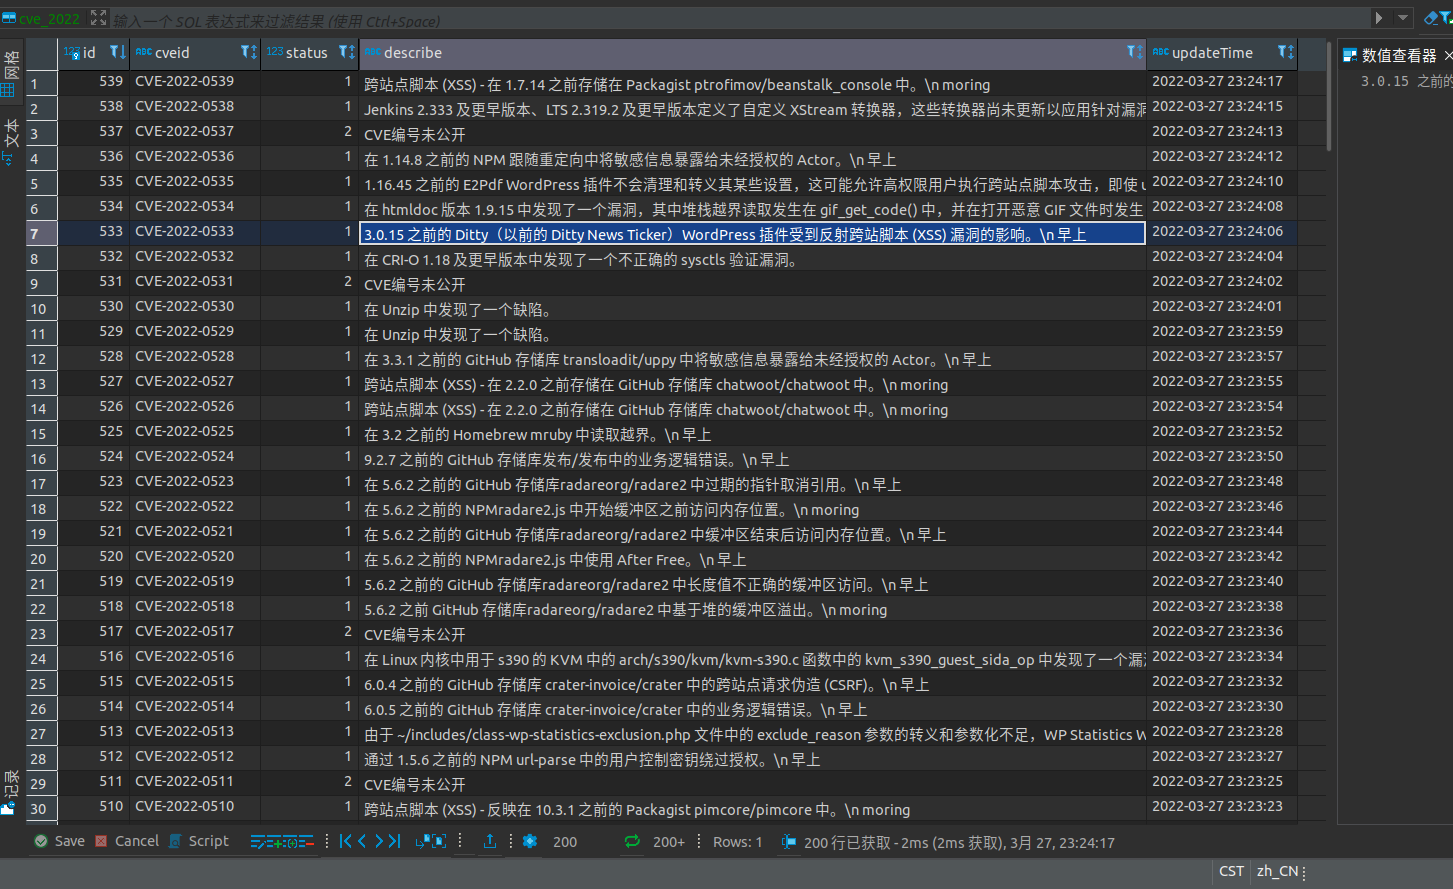 cve_2022 输入一个 SQL 表达式来过滤结果 (使用 Ctrl+Space)
网格
文本
记录
123 id ABC cveid 123 status ABC describe ABC updateTime
数值查看器
3.0.15 之前的
1 539 CVE-2022-0539 1 跨站点脚本 (XSS) - 在 1.7.14 之前存储在 Packagist ptrofimov/beanstalk_console 中。\n moring 2022-03-27 23:24:17
2 538 CVE-2022-0538 1 Jenkins 2.333 及更早版本、LTS 2.319.2 及更早版本定义了自定义 XStream 转换器，这些转换器尚未更新以应用针对漏洞 2022-03-27 23:24:15
3 537 CVE-2022-0537 2 CVE编号未公开 2022-03-27 23:24:13
4 536 CVE-2022-0536 1 在 1.14.8 之前的 NPM 跟随重定向中将敏感信息暴露给未经授权的 Actor。\n 早上 2022-03-27 23:24:12
5 535 CVE-2022-0535 1 1.16.45 之前的 E2Pdf WordPress 插件不会清理和转义其某些设置，这可能允许高权限用户执行跨站点脚本攻击，即使 u 2022-03-27 23:24:10
6 534 CVE-2022-0534 1 在 htmldoc 版本 1.9.15 中发现了一个漏洞，其中堆栈越界读取发生在 gif_get_code() 中，并在打开恶意 GIF 文件时发生 2022-03-27 23:24:08
7 533 CVE-2022-0533 1 3.0.15 之前的 Ditty（以前的 Ditty News Ticker）WordPress 插件受到反射跨站脚本 (XSS) 漏洞的影响。\n 早上 2022-03-27 23:24:06
8 532 CVE-2022-0532 1 在 CRI-O 1.18 及更早版本中发现了一个不正确的 sysctls 验证漏洞。 2022-03-27 23:24:04
9 531 CVE-2022-0531 2 CVE编号未公开 2022-03-27 23:24:02
10 530 CVE-2022-0530 1 在 Unzip 中发现了一个缺陷。 2022-03-27 23:24:01
11 529 CVE-2022-0529 1 在 Unzip 中发现了一个缺陷。 2022-03-27 23:23:59
12 528 CVE-2022-0528 1 在 3.3.1 之前的 GitHub 存储库 transloadit/uppy 中将敏感信息暴露给未经授权的 Actor。\n 早上 2022-03-27 23:23:57
13 527 CVE-2022-0527 1 跨站点脚本 (XSS) - 在 2.2.0 之前存储在 GitHub 存储库 chatwoot/chatwoot 中。\n moring 2022-03-27 23:23:55
14 526 CVE-2022-0526 1 跨站点脚本 (XSS) - 在 2.2.0 之前存储在 GitHub 存储库 chatwoot/chatwoot 中。\n moring 2022-03-27 23:23:54
15 525 CVE-2022-0525 1 在 3.2 之前的 Homebrew mruby 中读取越界。\n 早上 2022-03-27 23:23:52
16 524 CVE-2022-0524 1 9.2.7 之前的 GitHub 存储库发布/发布中的业务逻辑错误。\n 早上 2022-03-27 23:23:50
17 523 CVE-2022-0523 1 在 5.6.2 之前的 GitHub 存储库radareorg/radare2 中过期的指针取消引用。\n 早上 2022-03-27 23:23:48
18 522 CVE-2022-0522 1 在 5.6.2 之前的 NPMradare2.js 中开始缓冲区之前访问内存位置。\n moring 2022-03-27 23:23:46
19 521 CVE-2022-0521 1 在 5.6.2 之前的 GitHub 存储库radareorg/radare2 中缓冲区结束后访问内存位置。\n 早上 2022-03-27 23:23:44
20 520 CVE-2022-0520 1 在 5.6.2 之前的 NPMradare2.js 中使用 After Free。\n 早上 2022-03-27 23:23:42
21 519 CVE-2022-0519 1 5.6.2 之前的 GitHub 存储库radareorg/radare2 中长度值不正确的缓冲区访问。\n 早上 2022-03-27 23:23:40
22 518 CVE-2022-0518 1 5.6.2 之前 GitHub 存储库radareorg/radare2 中基于堆的缓冲区溢出。\n moring 2022-03-27 23:23:38
23 517 CVE-2022-0517 2 CVE编号未公开 2022-03-27 23:23:36
24 516 CVE-2022-0516 1 在 Linux 内核中用于 s390 的 KVM 中的 arch/s390/kvm/kvm-s390.c 函数中的 kvm_s390_guest_sida_op 中发现了一个漏洞 2022-03-27 23:23:34
25 515 CVE-2022-0515 1 6.0.4 之前的 GitHub 存储库 crater-invoice/crater 中的跨站点请求伪造 (CSRF)。\n 早上 2022-03-27 23:23:32
26 514 CVE-2022-0514 1 6.0.5 之前的 GitHub 存储库 crater-invoice/crater 中的业务逻辑错误。\n 早上 2022-03-27 23:23:30
27 513 CVE-2022-0513 1 由于 ~/includes/class-wp-statistics-exclusion.php 文件中的 exclude_reason 参数的转义和参数化不足，WP Statistics W 2022-03-27 23:23:28
28 512 CVE-2022-0512 1 通过 1.5.6 之前的 NPM url-parse 中的用户控制密钥绕过授权。\n 早上 2022-03-27 23:23:27
29 511 CVE-2022-0511 2 CVE编号未公开 2022-03-27 23:23:25
30 510 CVE-2022-0510 1 跨站点脚本 (XSS) - 反映在 10.3.1 之前的 Packagist pimcore/pimcore 中。\n moring 2022-03-27 23:23:23
Save Cancel Script 200 200+ Rows: 1 200 行已获取 - 2ms (2ms 获取), 3月 27, 23:24:17
CST zh_CN